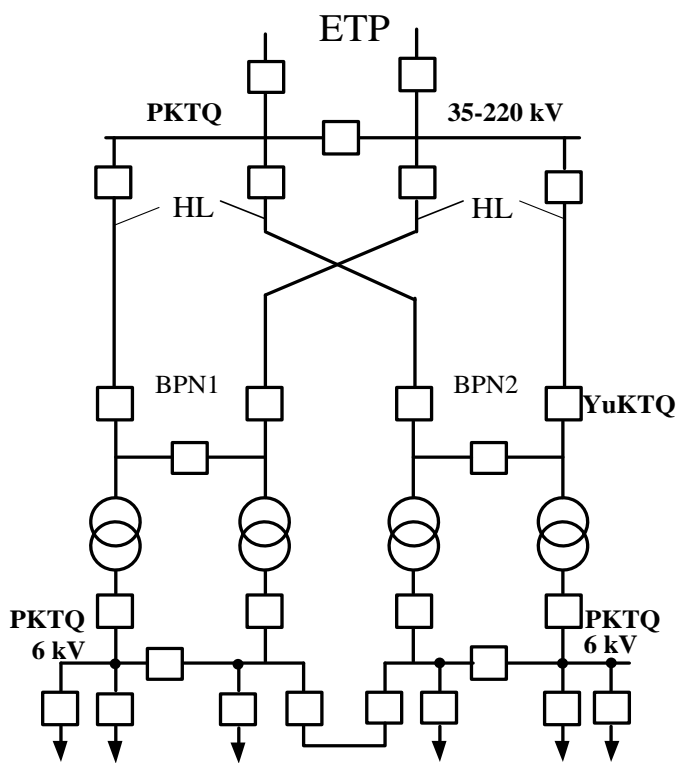 ETP
PKTQ
35-220 kV
HL
HL
BPN1
BPN2
YuKTQ
PKTQ
6 kV
PKTQ
6 kV